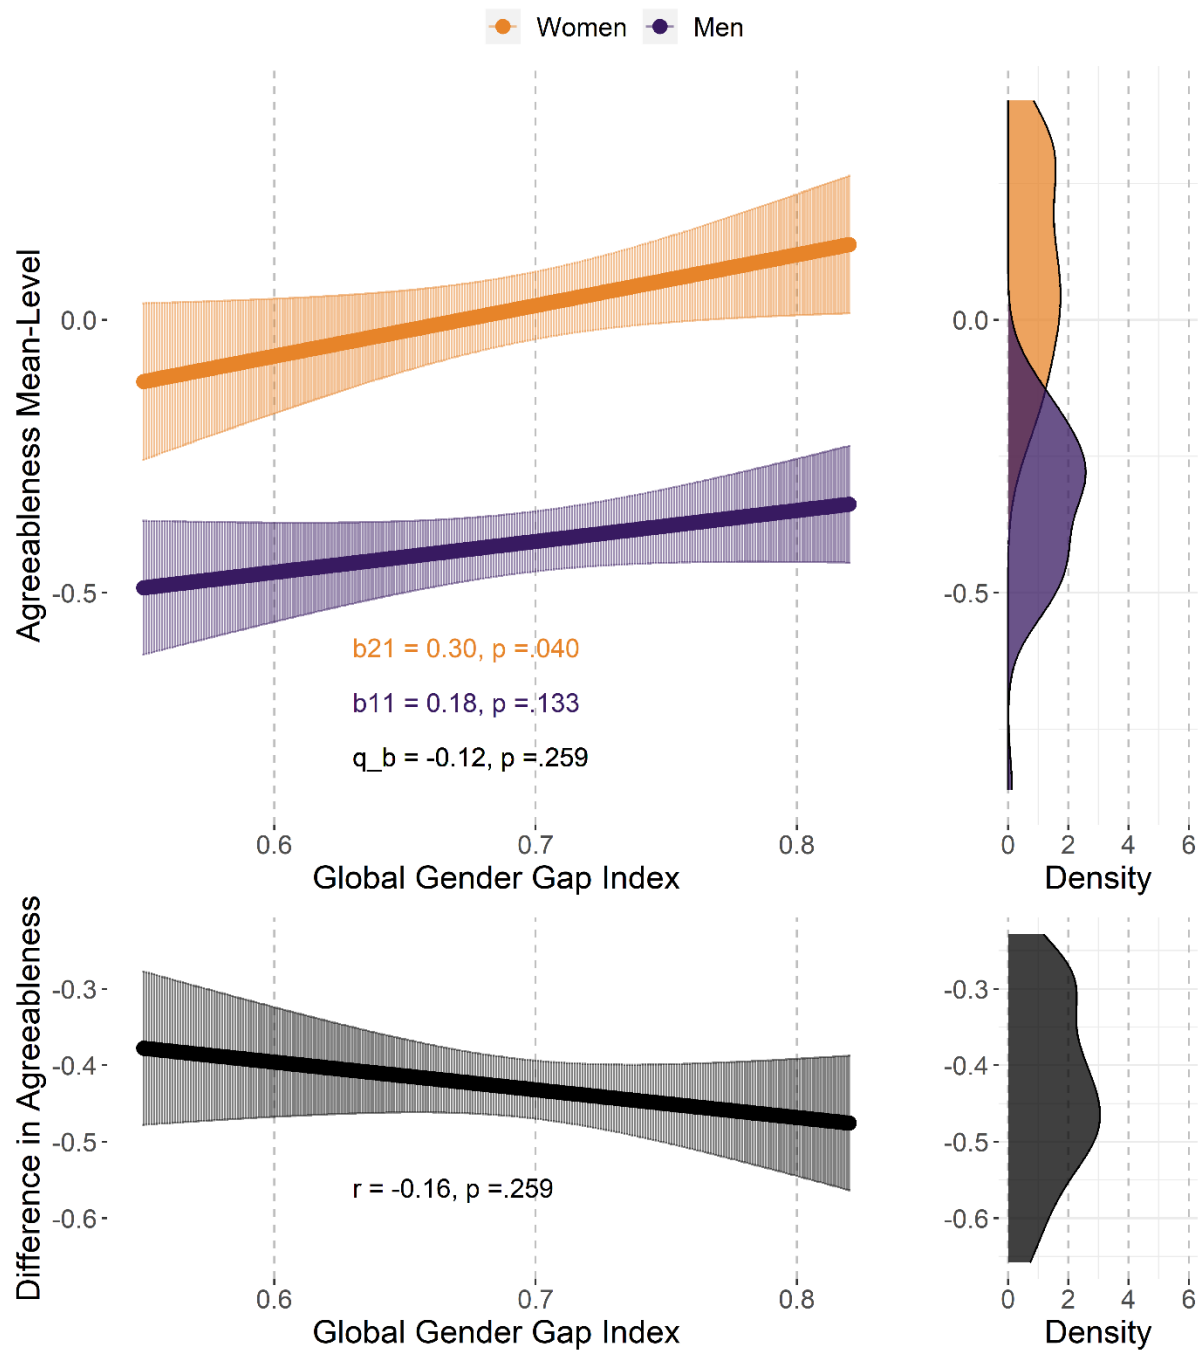 Women Men
Agreeableness Mean-Level
0.0
-0.5
b21 = 0.30, p =.040
b11 = 0.18, p =.133
q_b = -0.12, p =.259
0.6 0.7 0.8
Global Gender Gap Index
0.0
-0.5
0 2 4 6
Density
Difference in Agreeableness
-0.3
-0.4
-0.5
-0.6
r = -0.16, p =.259
0.6 0.7 0.8
Global Gender Gap Index
-0.3
-0.4
-0.5
-0.6
0 2 4 6
Density